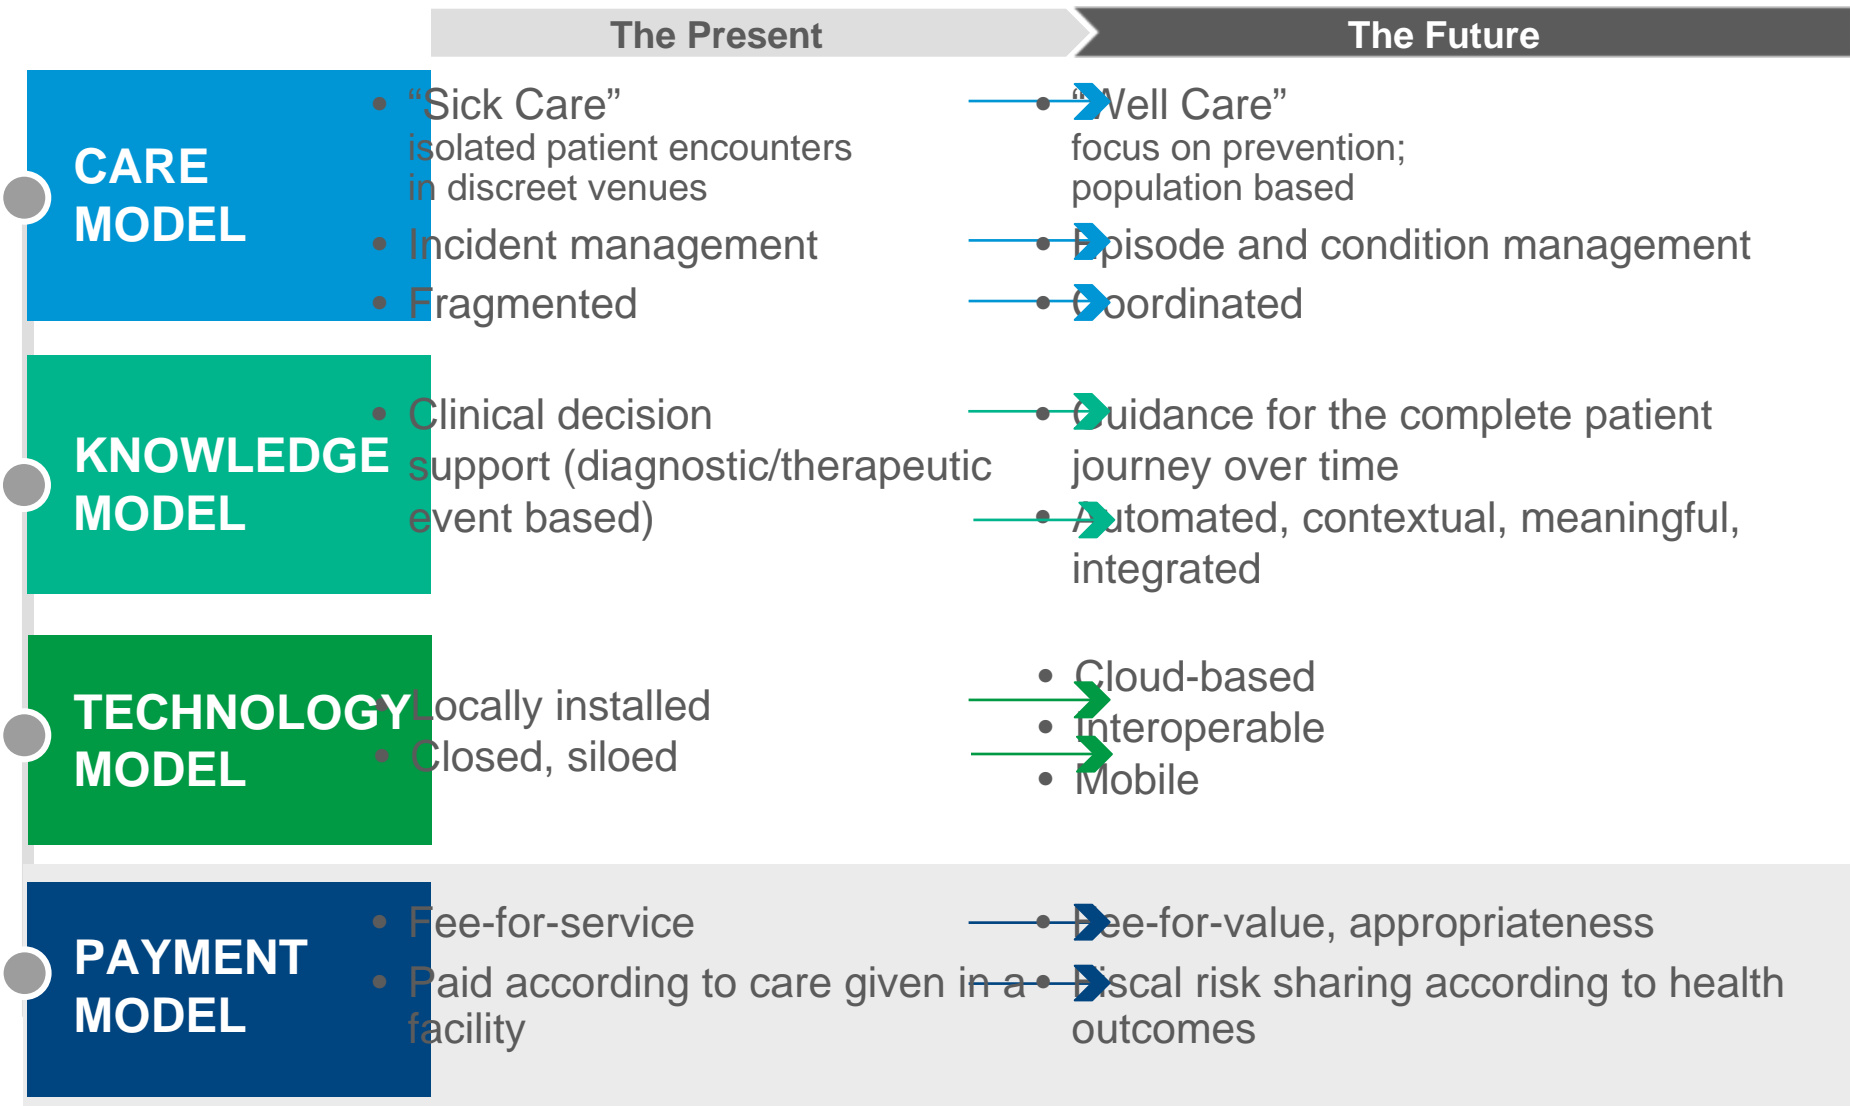 The Present
The Future
CARE
MODEL
• “Sick Care”
isolated patient encounters
in discreet venues
• Incident management
• Fragmented
• “Well Care”
focus on prevention;
population based
• Episode and condition management
• Coordinated
KNOWLEDGE
MODEL
• Clinical decision
support (diagnostic/therapeutic
event based)
• Guidance for the complete patient
journey over time
• Automated, contextual, meaningful,
integrated
TECHNOLOGY
MODEL
• Locally installed
• Closed, siloed
• Cloud-based
• Interoperable
• Mobile
PAYMENT
MODEL
• Fee-for-service
• Paid according to care given in a
facility
• Fee-for-value, appropriateness
• Fiscal risk sharing according to health
outcomes